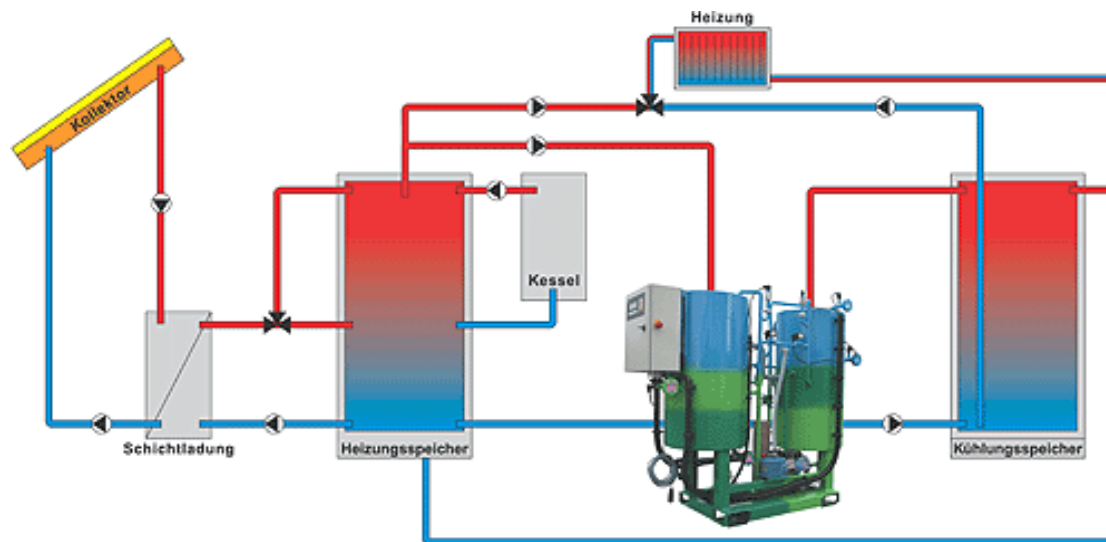 Heizung
Kollektor
Kessel
Schichtladung
Heizungsspeicher
Kühlungsspeicher